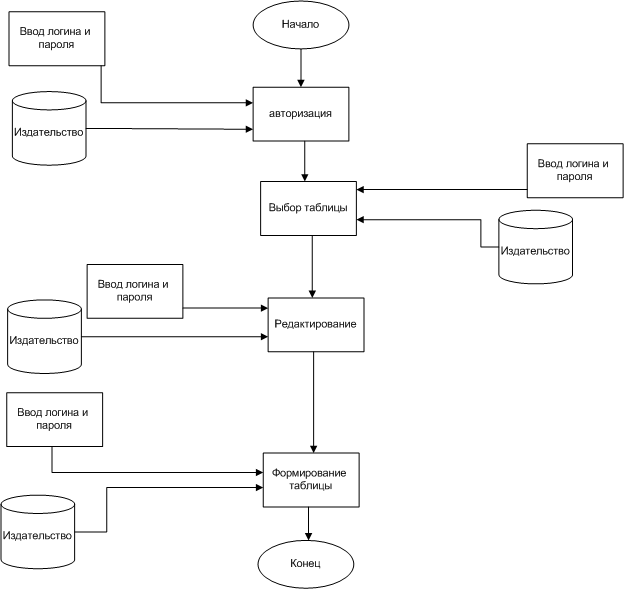 Начало
Ввод логина и
пароля
авторизация
Издательство
Ввод логина и
пароля
Выбор таблицы
Издательство
Ввод логина и
пароля
Редактирование
Издательство
Ввод логина и
пароля
Формирование
таблицы
Издательство
Конец